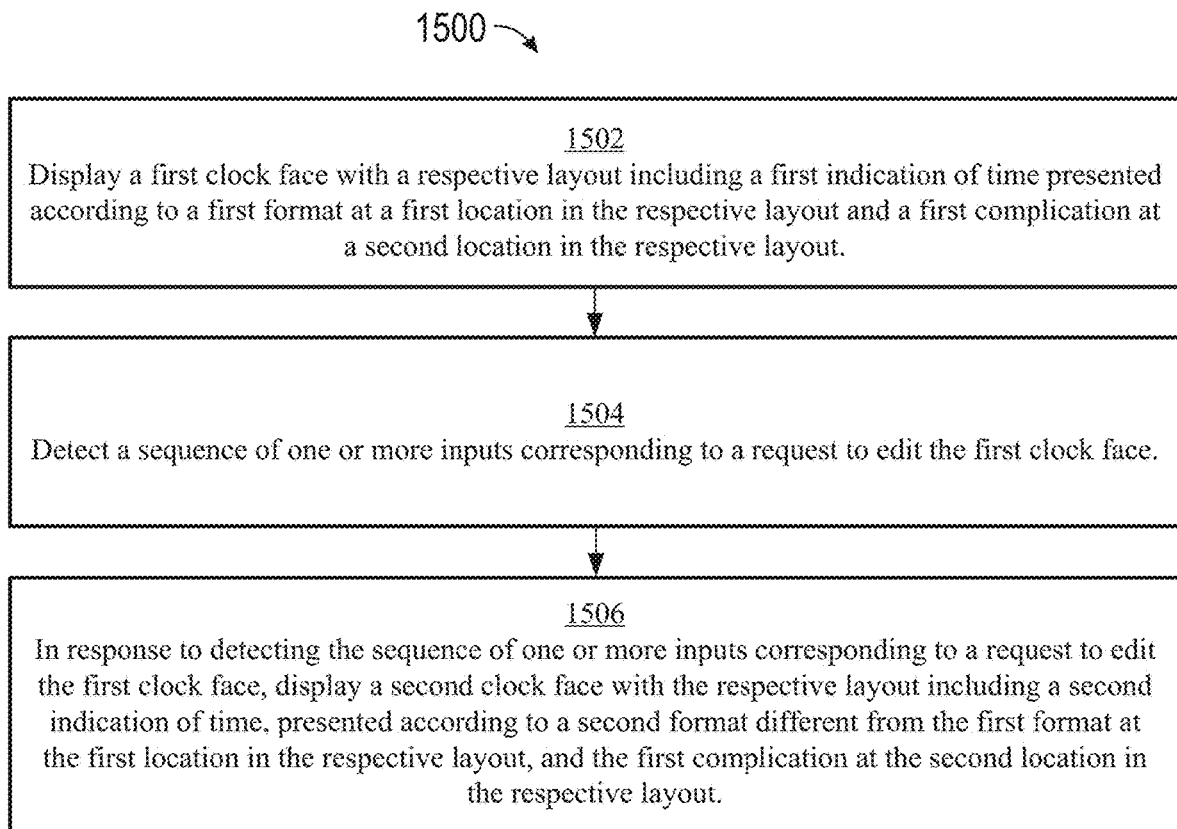 1500
1502
Display a first clock face with a respective layout including a first indication of time presented
according to a first format at a first location in the respective layout and a first complication at
a second location in the respective layout.
1504
Detect a sequence of one or more inputs corresponding to a request to edit the first clock face.
1506
In response to detecting the sequence of one or more inputs corresponding to a request to edit
the first clock face, display a second clock face with the respective layout including a second
indication of time, presented according to a second format different from the first format at
the first location in the respective layout, and the first complication at the second location in
the respective layout.